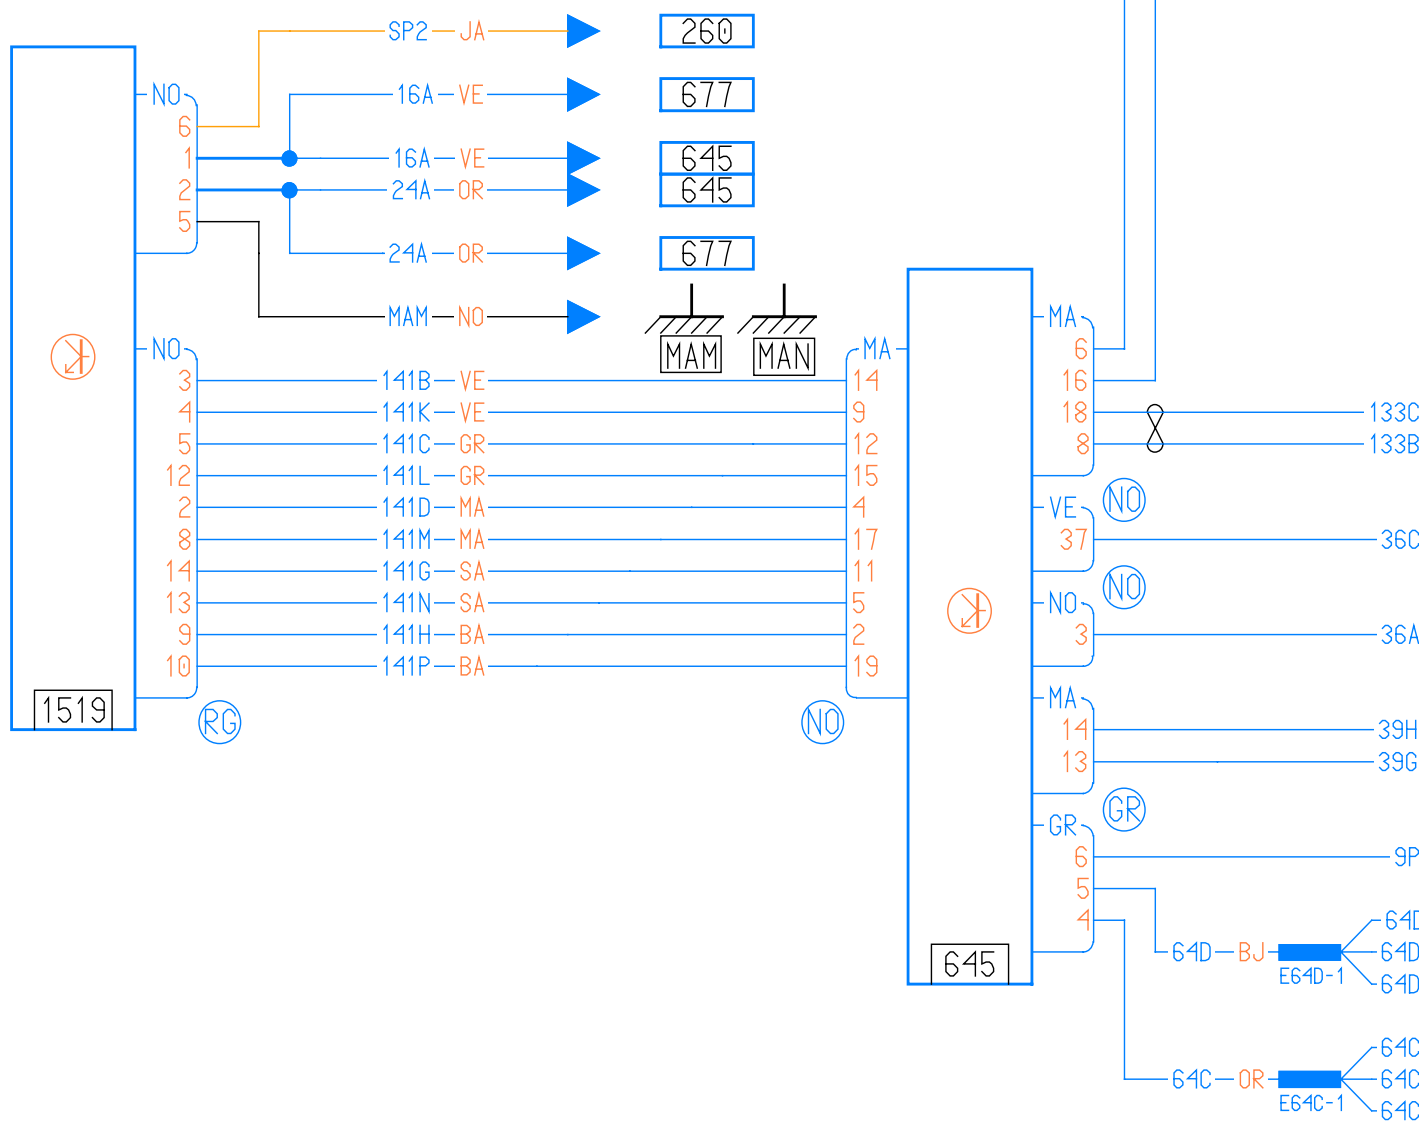 SP2 JA 260
NO 16A VE 677
6
1 16A VE 645
2 24A OR 645
5
24A OR 677
MAM NO
MAM MAN
NO MA
3 141B VE 14
4 141K VE 9
5 141C GR 12
12 141L GR 15
2 141D MA 4
8 141M MA 17
14 141G SA 11
13 141N SA 5
9 141H BA 2
10 141P BA 19
1519
RG
NO
MA
6
16
18 133C
8 133B
NO
VE
37 36C
NO
NO
3 36A
MA
14 39H
13 39G
GR
GR
6 9P
5
4
645
64D BJ
E64D-1
64D
64D
64D
64C OR
E64C-1
64C
64C
64C